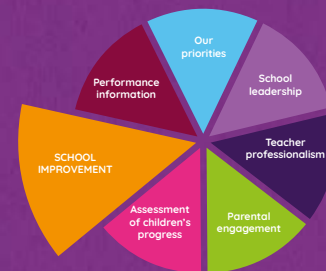 Our
priorities
School
leadership
Teacher
professionalism
Parental
engagement
Assessment
of children's
progress
SCHOOL
IMPROVEMENT
Performance
information